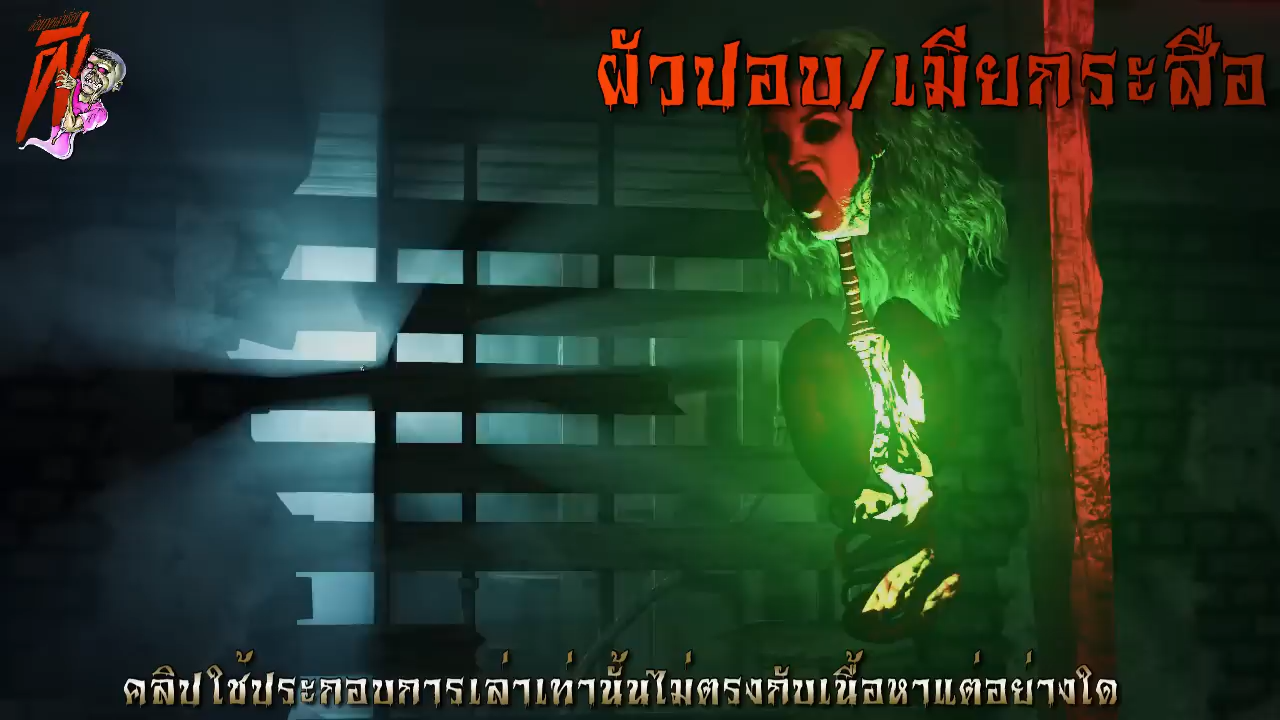 ผี
ผัวปอบ/เมียกระสือ
คลิปใช้ประกอบการเล่าเท่านั้นไม่ตรงกับเนื้อหาแต่อย่างใด